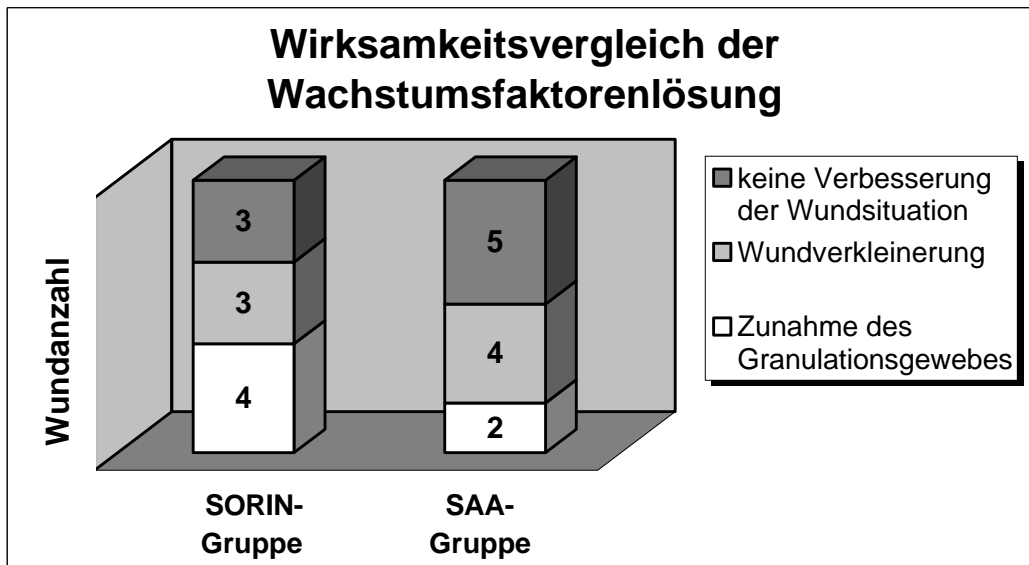 Wirksamkeitsvergleich der
Wachstumsfaktorenlösung
Wundanzahl
3
3
4
5
4
2
SORIN-
Gruppe
SAA-
Gruppe
keine Verbesserung
der Wundsituation
Wundverkleinerung
Zunahme des
Granulationsgewebes